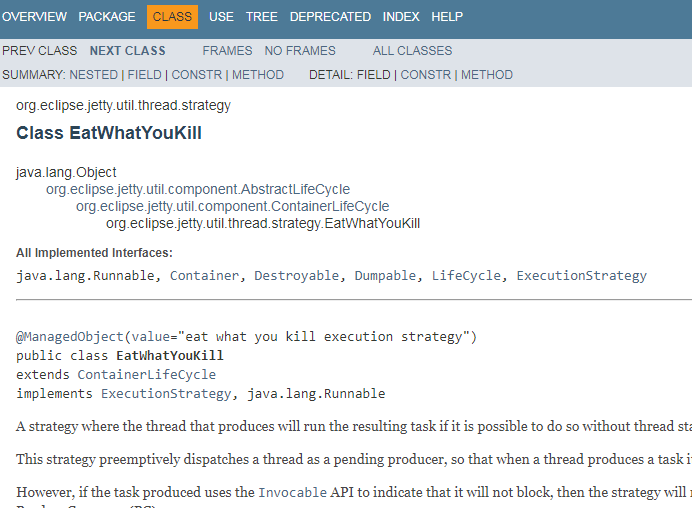 OVERVIEW PACKAGE CLASS USE TREE DEPRECATED INDEX HELP
PREV CLASS NEXT CLASS FRAMES NO FRAMES ALL CLASSES
SUMMARY: NESTED | FIELD | CONSTR | METHOD DETAIL: FIELD | CONSTR | METHOD
org.eclipse.jetty.util.thread.strategy
Class EatWhatYouKill
java.lang.Object
org.eclipse.jetty.util.component.AbstractLifeCycle
org.eclipse.jetty.util.component.ContainerLifeCycle
org.eclipse.jetty.util.thread.strategy.EatWhatYouKill
All Implemented Interfaces:
java.lang.Runnable, Container, Destroyable, Dumpable, LifeCycle, ExecutionStrategy
@ManagedObject(value="eat what you kill execution strategy")
public class EatWhatYouKill
extends ContainerLifeCycle
implements ExecutionStrategy, java.lang.Runnable
A strategy where the thread that produces will run the resulting task if it is possible to do so without thread
This strategy preemptively dispatches a thread as a pending producer, so that when a thread produces a task
However, if the task produced uses the Invocable API to indicate that it will not block, then the strategy will